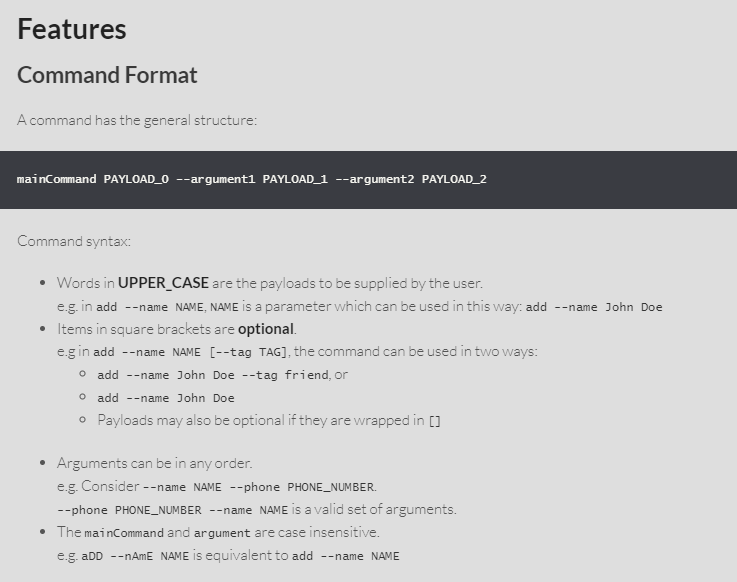 Features
Command Format
A command has the general structure:
mainCommand PAYLOAD_0 --argument1 PAYLOAD_1 --argument2 PAYLOAD_2
Command syntax:
Words in UPPER_CASE are the payloads to be supplied by the user.
e.g. in add --name NAME, NAME is a parameter which can be used in this way: add --name John Doe
Items in square brackets are optional.
e.g in add --name NAME [--tag TAG], the command can be used in two ways:
add --name John Doe --tag friend, or
add --name John Doe
Payloads may also be optional if they are wrapped in []
Arguments can be in any order.
e.g. Consider --name NAME --phone PHONE_NUMBER.
--phone PHONE_NUMBER --name NAME is a valid set of arguments.
The mainCommand and argument are case insensitive.
e.g. aDD --nAmE NAME is equivalent to add --name NAME